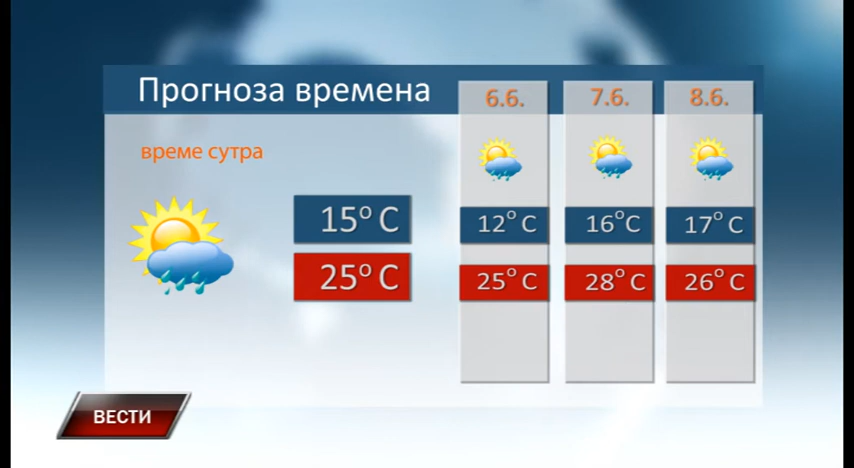 Прогноза времена
6.6.
7.6.
8.6.
време сутра
15° C
12° C
16°C
17° C
25° C
25° C
28° C
26° C
ВЕСТИ